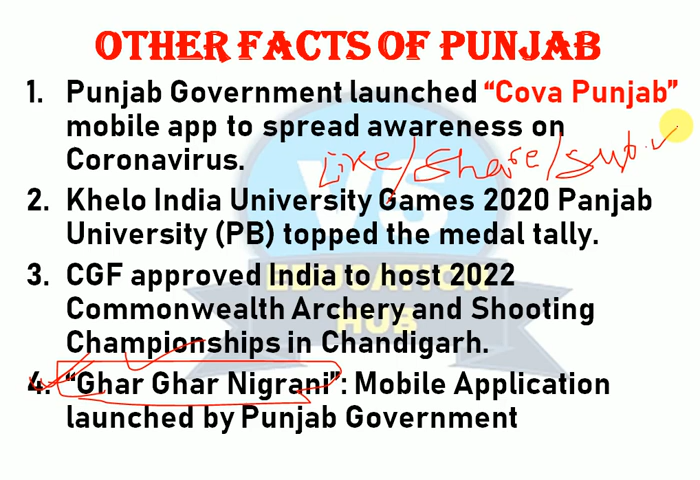 OTHER FACTS OF PUNJAB
1. Punjab Government launched "Cova Punjab"
mobile app to spread awareness on
Coronavirus.
Like/Share/Sub
2. Khelo India University Games 2020 Panjab
University (PB) topped the medal tally.
3. CGF approved India to host 2022
Commonwealth Archery and Shooting
Championships in Chandigarh.
4. "Ghar Ghar Nigrani": Mobile Application
launched by Punjab Government
VS
EDUCATION
HUB